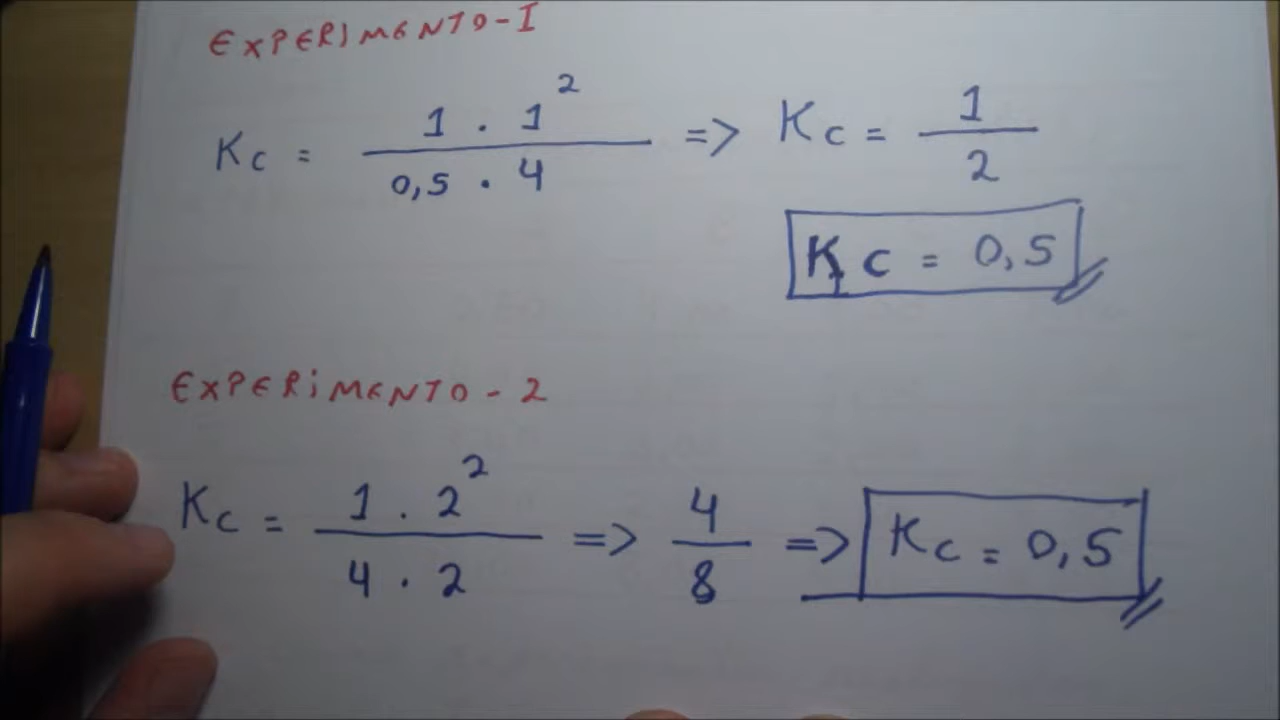 EXPERIMENTO-I
Kc = 1 . 1² / 0,5 . 4 => Kc = 1 / 2
Kc = 0,5
EXPERIMENTO-2
Kc = 1 . 2² / 4 . 2 => 4 / 8 => Kc = 0,5